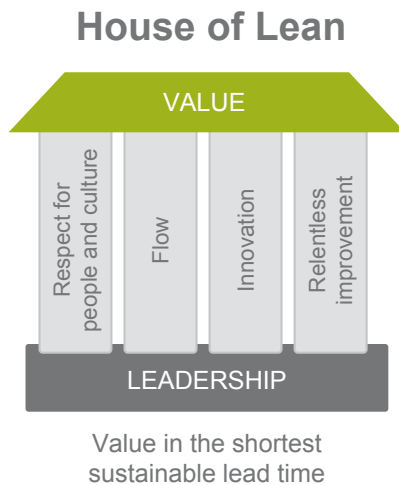 House of Lean
VALUE
Respect for
people and culture
Flow
Innovation
Relentless
improvement
LEADERSHIP
Value in the shortest
sustainable lead time